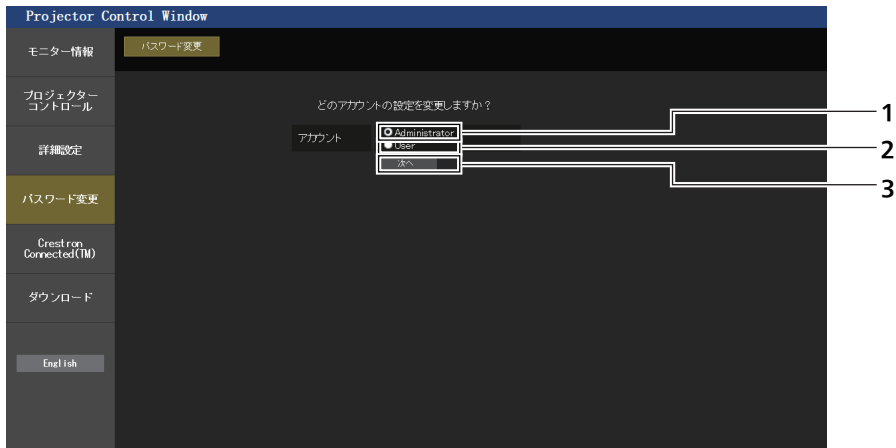 Projector Control Window
モニター情報
パスワード変更
プロジェクター
コントロール
どのアカウントの設定を変更しますか？
アカウント
Administrator
User
次へ
1
2
3
詳細設定
パスワード変更
Crestron
Connected(TM)
ダウンロード
English